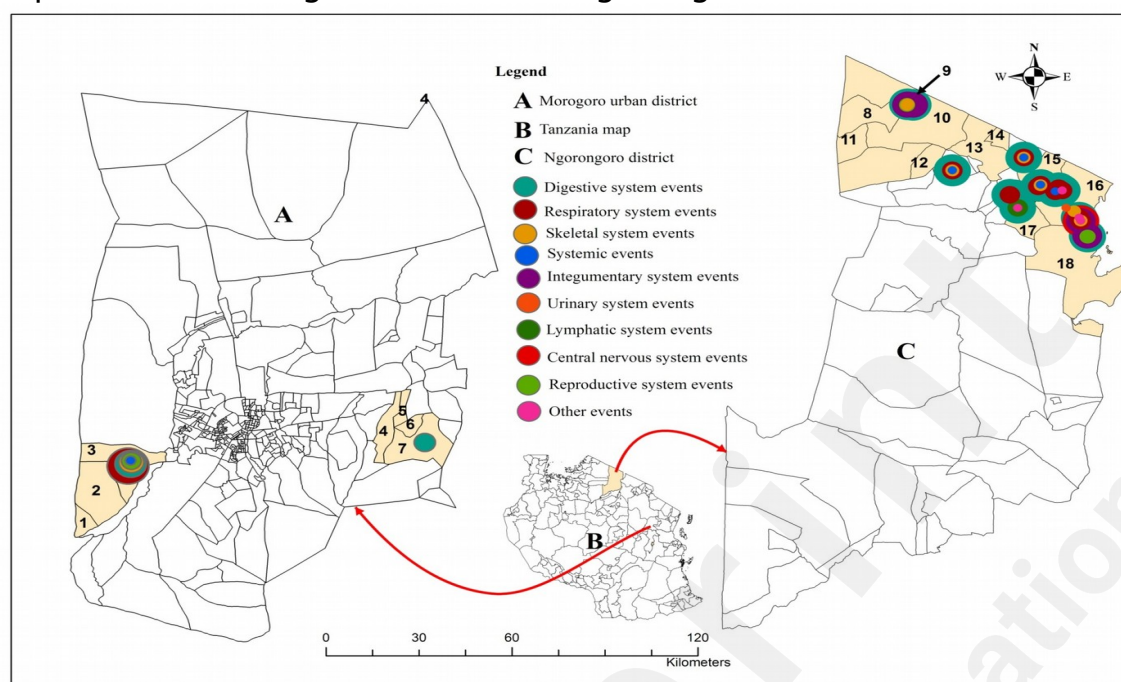 Legend
A Morogoro urban district
B Tanzania map
C Ngorongoro district
Digestive system events
Respiratory system events
Skeletal system events
Systemic events
Integumentary system events
Urinary system events
Lymphatic system events
Central nervous system events
Reproductive system events
Other events
4
A
3
2
1
5
4
6
7
B
N
W
E
S
9
8
10
11
12
13
14
15
16
17
18
C
0 30 60 120
Kilometers